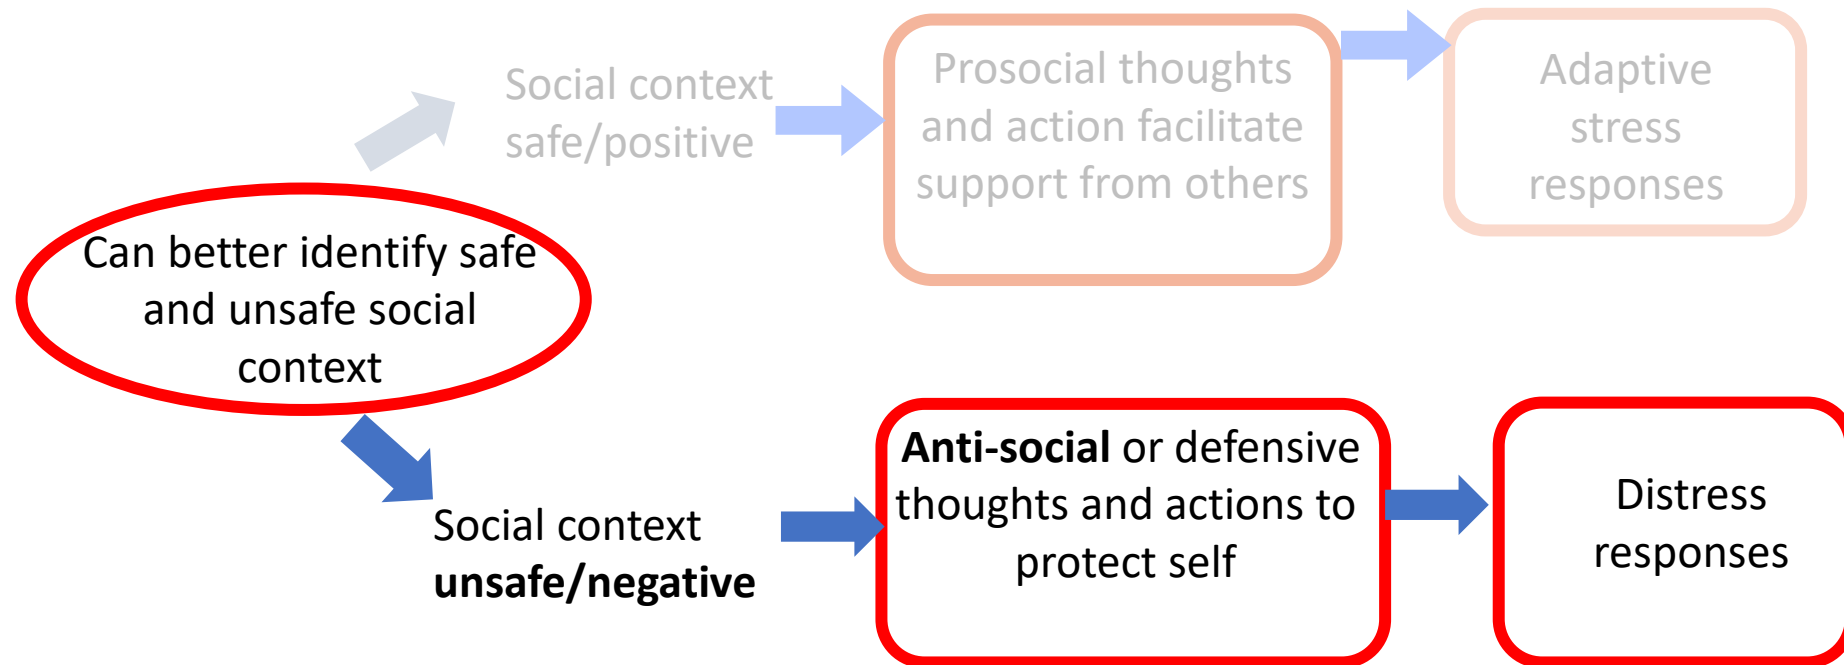 Social context
safe/positive
Prosocial thoughts
and action facilitate
support from others
Adaptive
stress
responses
Can better identify safe
and unsafe social
context
Social context
unsafe/negative
Anti-social or defensive
thoughts and actions to
protect self
Distress
responses